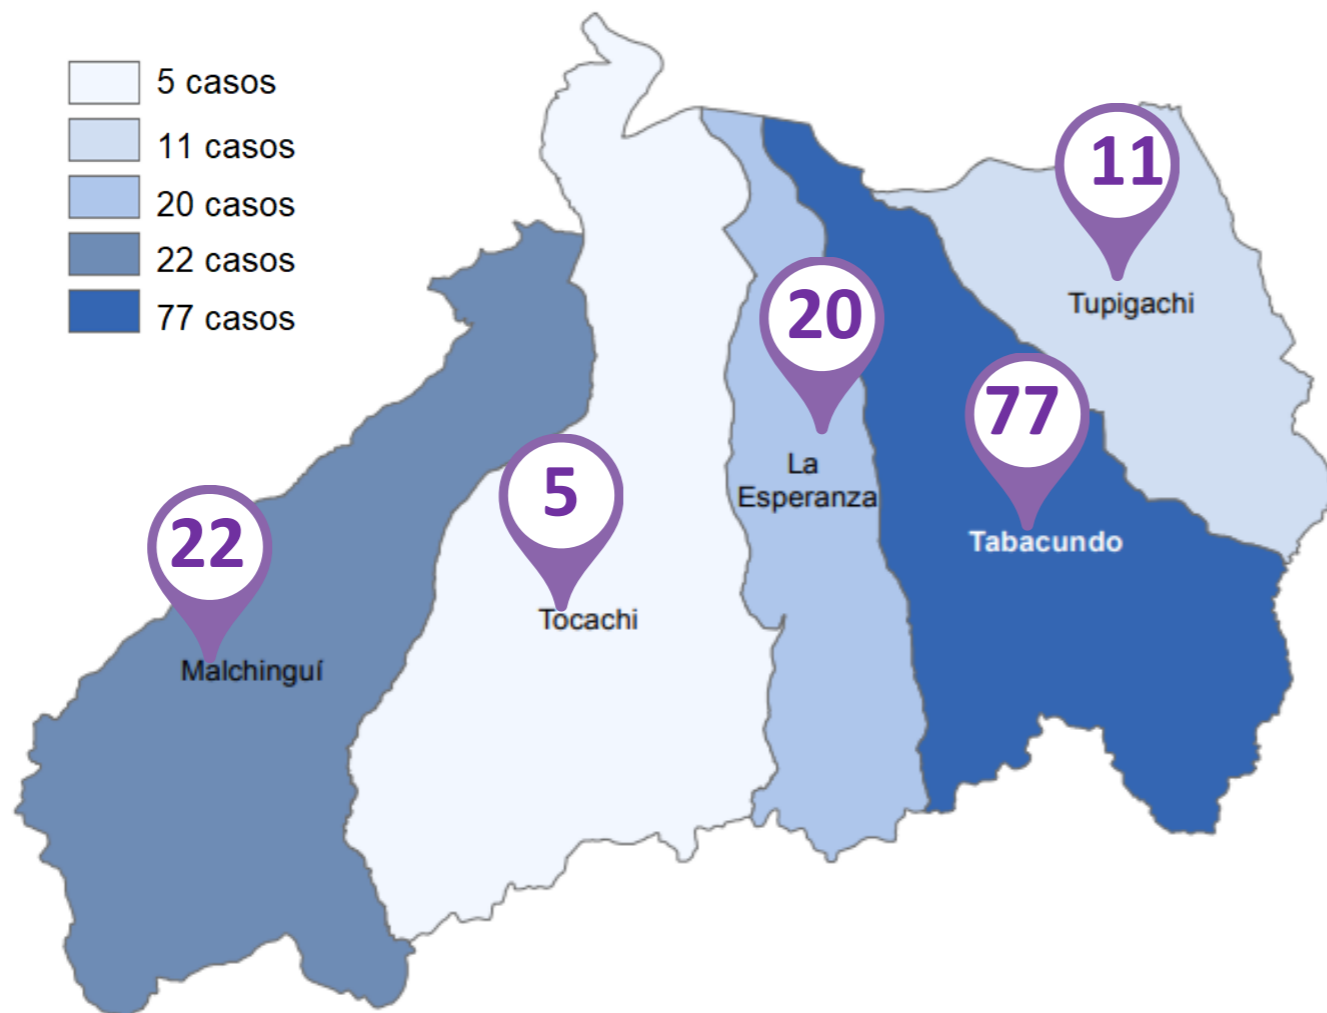 5 casos
11 casos
20 casos
22 casos
77 casos
11
Tupigachi
20
La
Esperanza
77
Tabacundo
5
Tocachi
22
Malchinguí